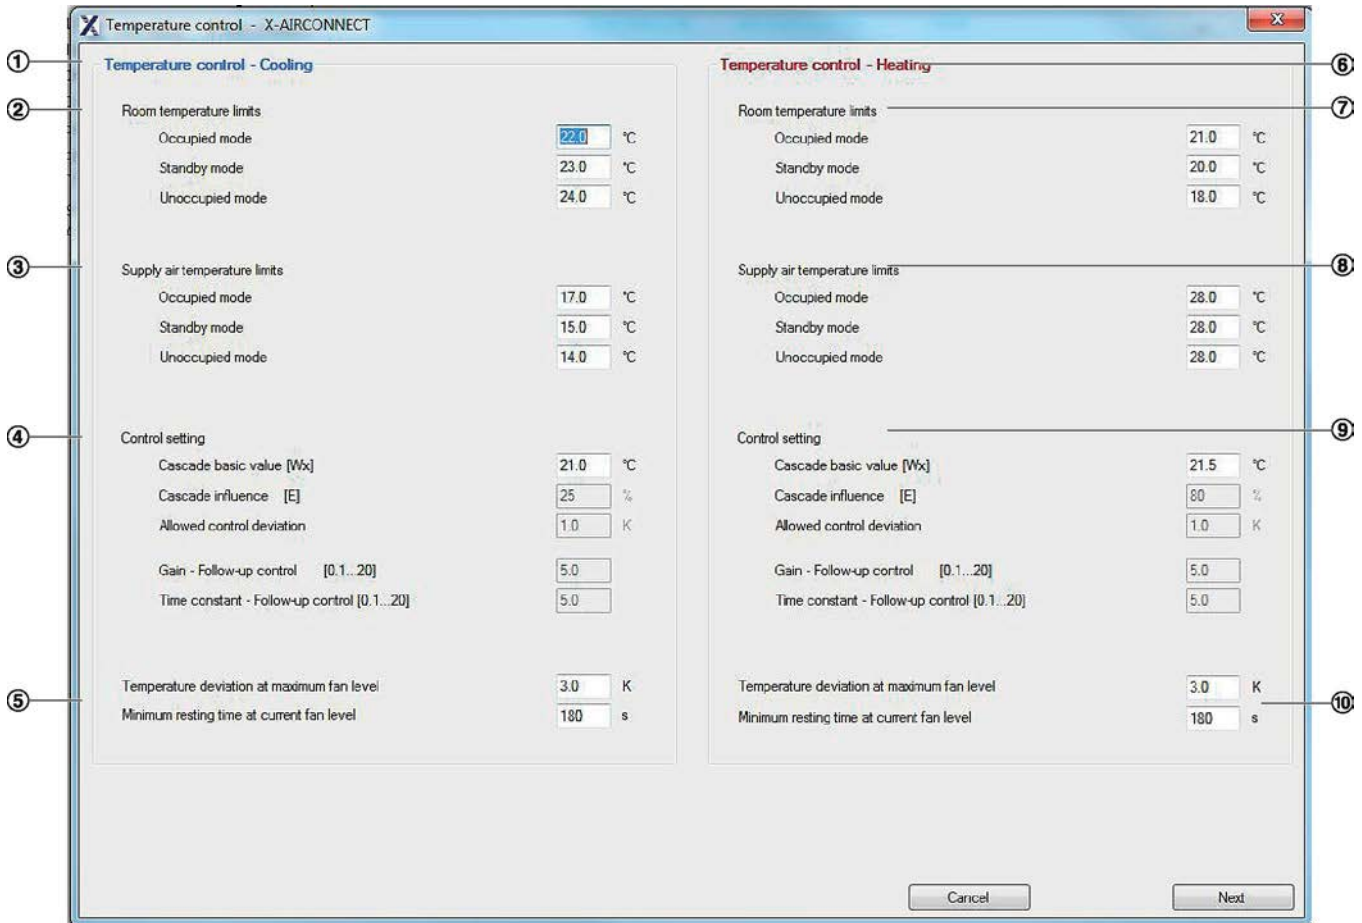 Temperature control - X-AIRCONNECT
① Temperature control - Cooling
② Room temperature limits
Occupied mode 22.0 °C
Standby mode 23.0 °C
Unoccupied mode 24.0 °C
③ Supply air temperature limits
Occupied mode 17.0 °C
Standby mode 15.0 °C
Unoccupied mode 14.0 °C
④ Control setting
Cascade basic value [Wx] 21.0 °C
Cascade influence [E] 25 %
Allowed control deviation 1.0 K
Gain - Follow-up control [0.1...20] 5.0
Time constant - Follow-up control [0.1...20] 5.0
⑤ Temperature deviation at maximum fan level 3.0 K
Minimum resting time at current fan level 180 s
Temperature control - Heating ⑥
Room temperature limits ⑦
Occupied mode 21.0 °C
Standby mode 20.0 °C
Unoccupied mode 18.0 °C
Supply air temperature limits ⑧
Occupied mode 28.0 °C
Standby mode 28.0 °C
Unoccupied mode 28.0 °C
Control setting ⑨
Cascade basic value [Wx] 21.5 °C
Cascade influence [E] 80 %
Allowed control deviation 1.0 K
Gain - Follow-up control [0.1...20] 5.0
Time constant - Follow-up control [0.1...20] 5.0
Temperature deviation at maximum fan level 3.0 K ⑩
Minimum resting time at current fan level 180 s
Cancel Next